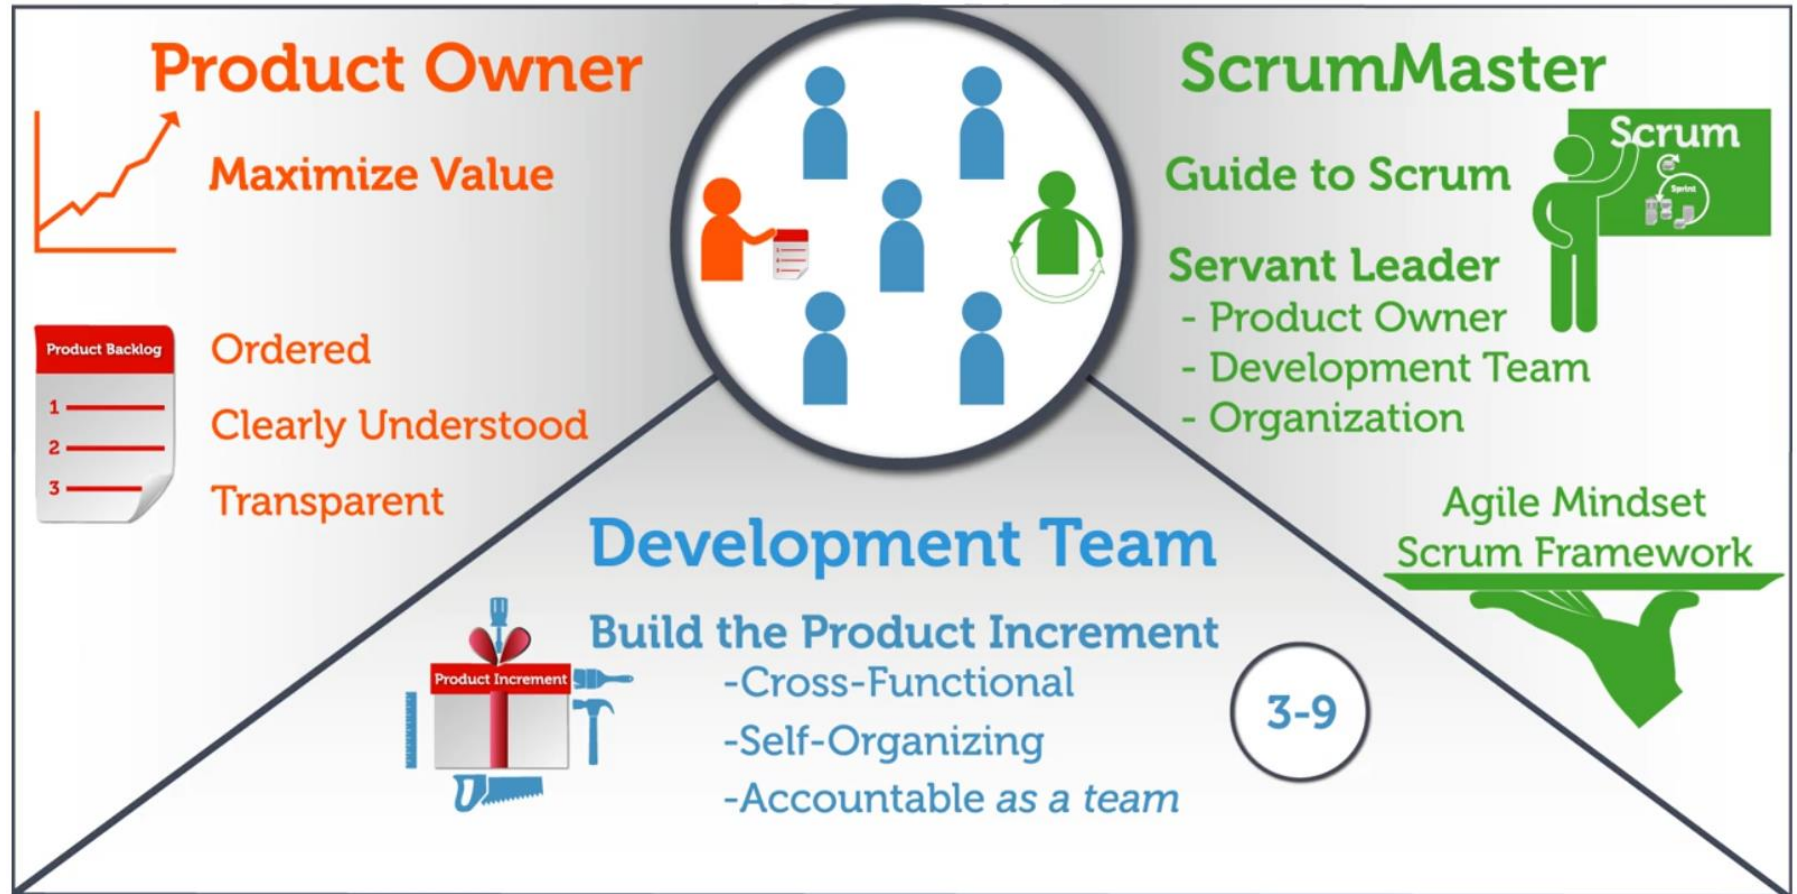 Product Owner
Maximize Value
Product Backlog
1
2
3
Ordered
Clearly Understood
Transparent
ScrumMaster
Guide to Scrum
Scrum
Sprint
Servant Leader
- Product Owner
- Development Team
- Organization
Agile Mindset
Scrum Framework
Development Team
Build the Product Increment
Product Increment
-Cross-Functional
-Self-Organizing
-Accountable as a team
3-9